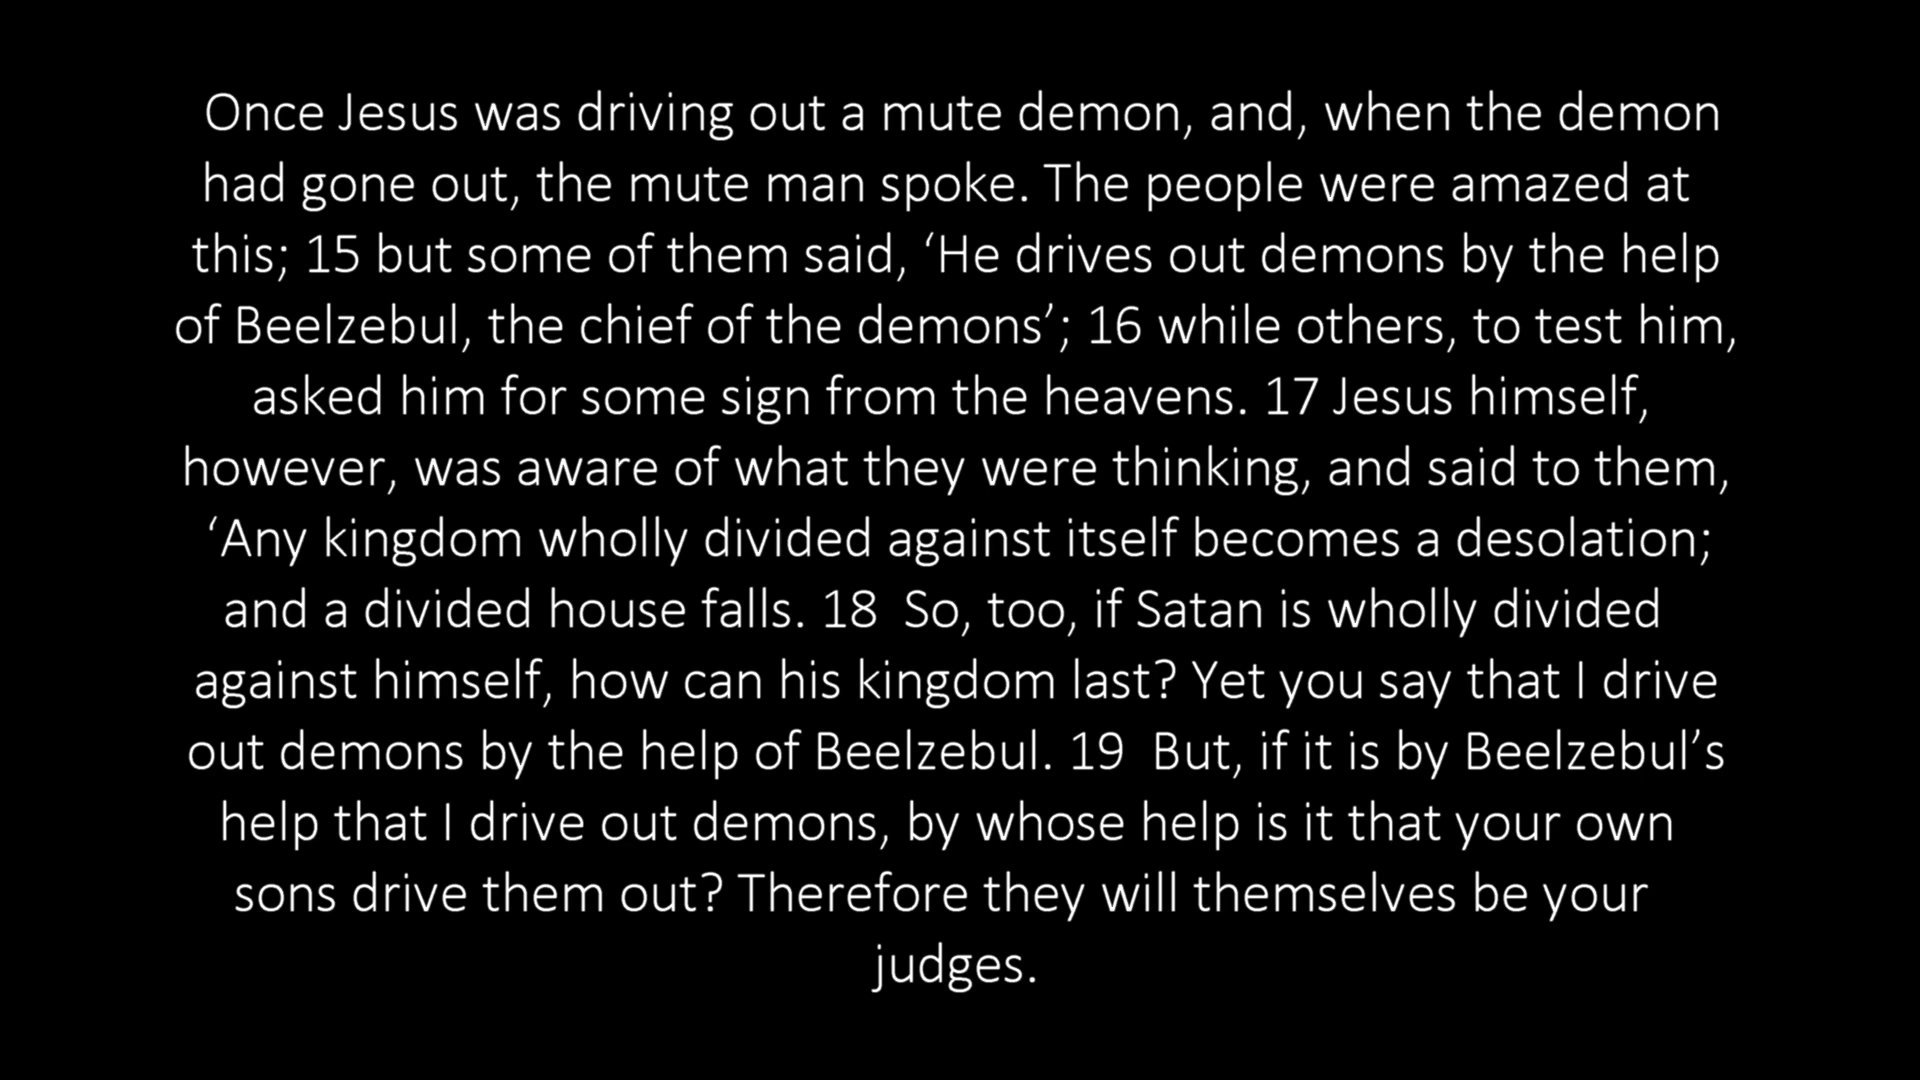 Once Jesus was driving out a mute demon, and, when the demon
had gone out, the mute man spoke. The people were amazed at
this; 15 but some of them said, ‘He drives out demons by the help
of Beelzebul, the chief of the demons’; 16 while others, to test him,
asked him for some sign from the heavens. 17 Jesus himself,
however, was aware of what they were thinking, and said to them,
‘Any kingdom wholly divided against itself becomes a desolation;
and a divided house falls. 18  So, too, if Satan is wholly divided
against himself, how can his kingdom last? Yet you say that I drive
out demons by the help of Beelzebul. 19  But, if it is by Beelzebul’s
help that I drive out demons, by whose help is it that your own
sons drive them out? Therefore they will themselves be your
judges.